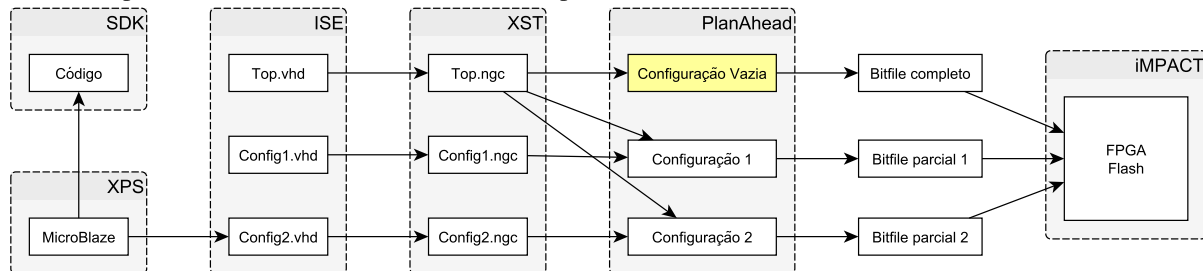 SDK
ISE
XST
PlanAhead
iMPACT
Código
Top.vhd
Top.ngc
Configuração Vazia
Bitfile completo
Config1.vhd
Config1.ngc
Configuração 1
Bitfile parcial 1
FPGA
Flash
XPS
MicroBlaze
Config2.vhd
Config2.ngc
Configuração 2
Bitfile parcial 2